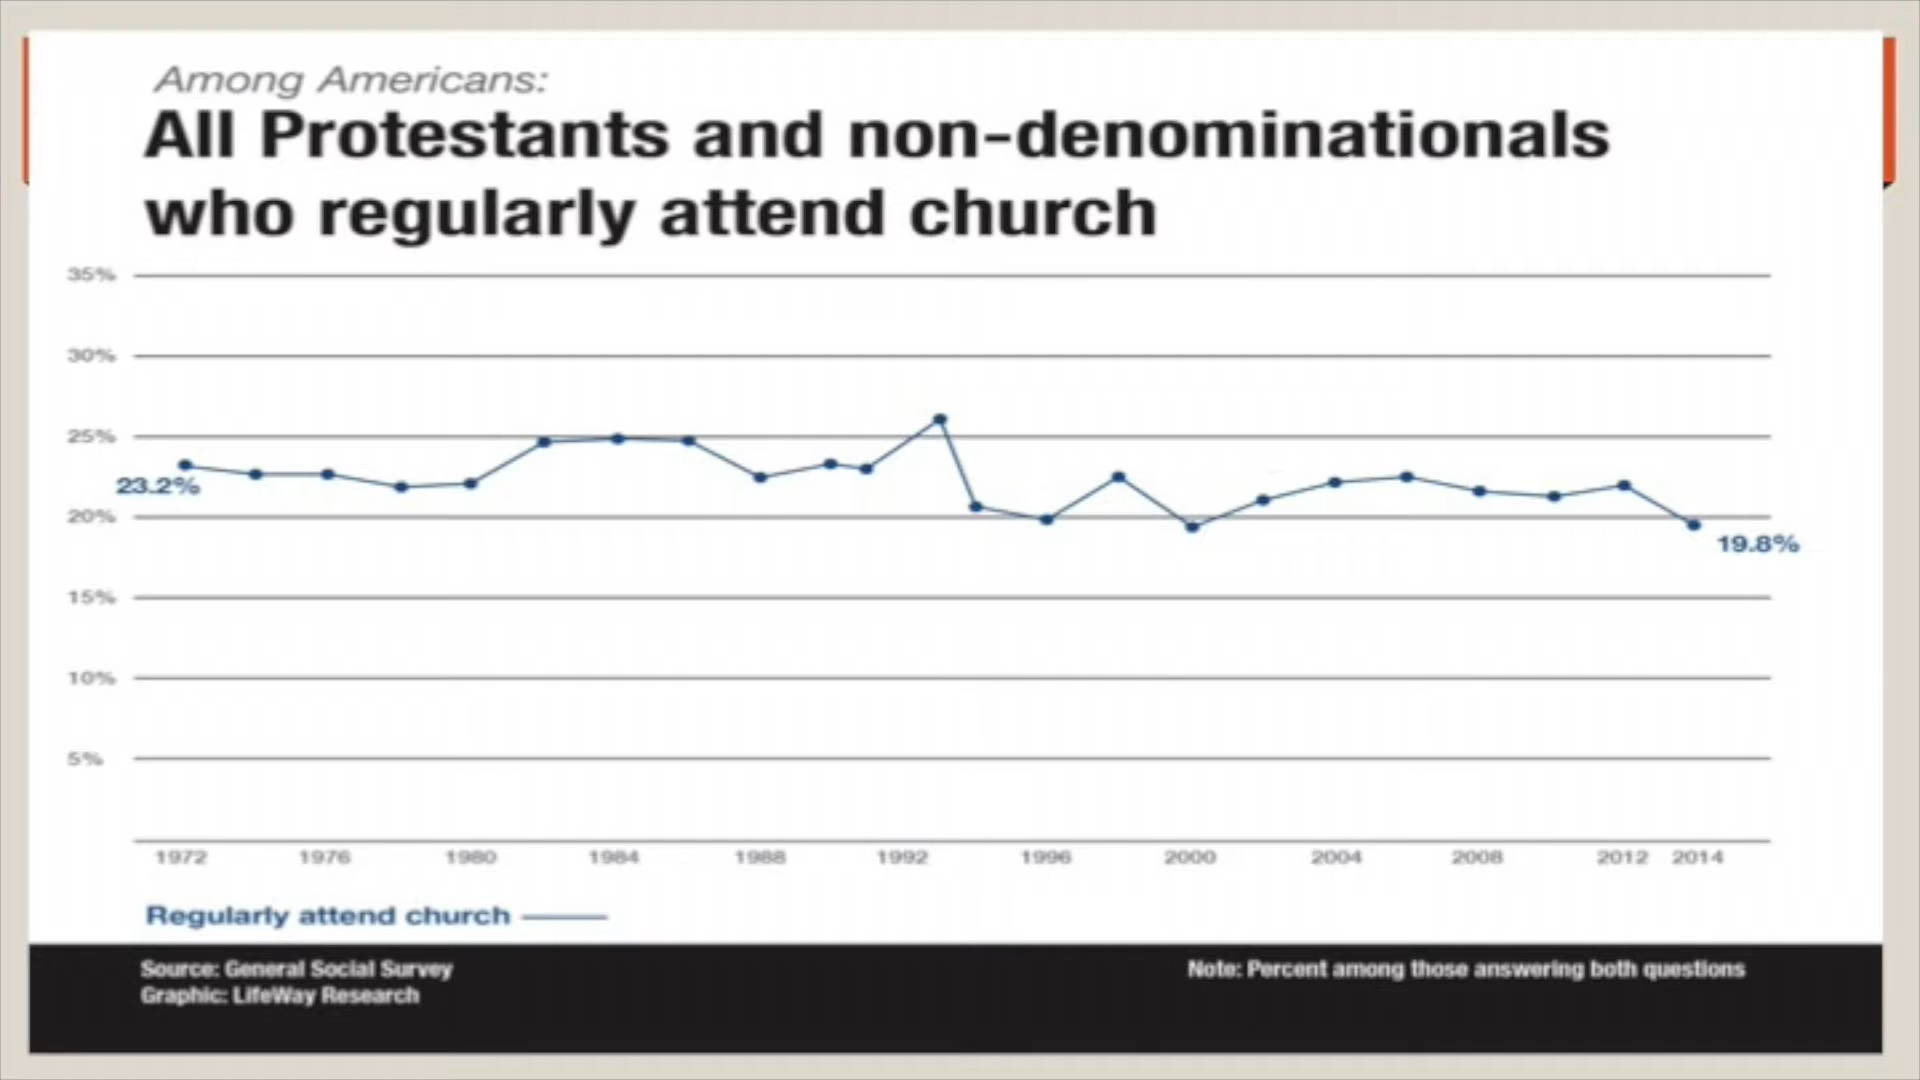 Among Americans:
All Protestants and non-denominationals
who regularly attend church
35%
30%
25%
23.2%
20%
19.8%
15%
10%
5%
1972 1976 1980 1984 1988 1992 1996 2000 2004 2008 2012 2014
Regularly attend church
Source: General Social Survey
Graphic: LifeWay Research
Note: Percent among those answering both questions